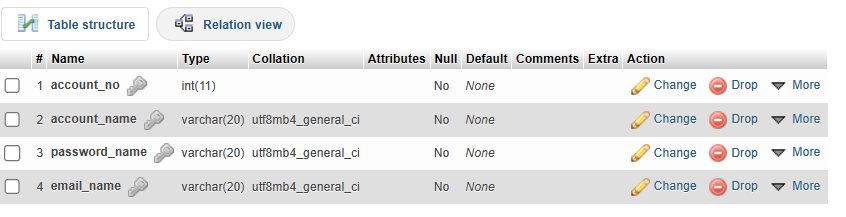 Table structure Relation view
# Name Type Collation Attributes Null Default Comments Extra Action
1 account_no int(11) No None Change Drop More
2 account_name varchar(20) utf8mb4_general_ci No None Change Drop More
3 password_name varchar(20) utf8mb4_general_ci No None Change Drop More
4 email_name varchar(20) utf8mb4_general_ci No None Change Drop More